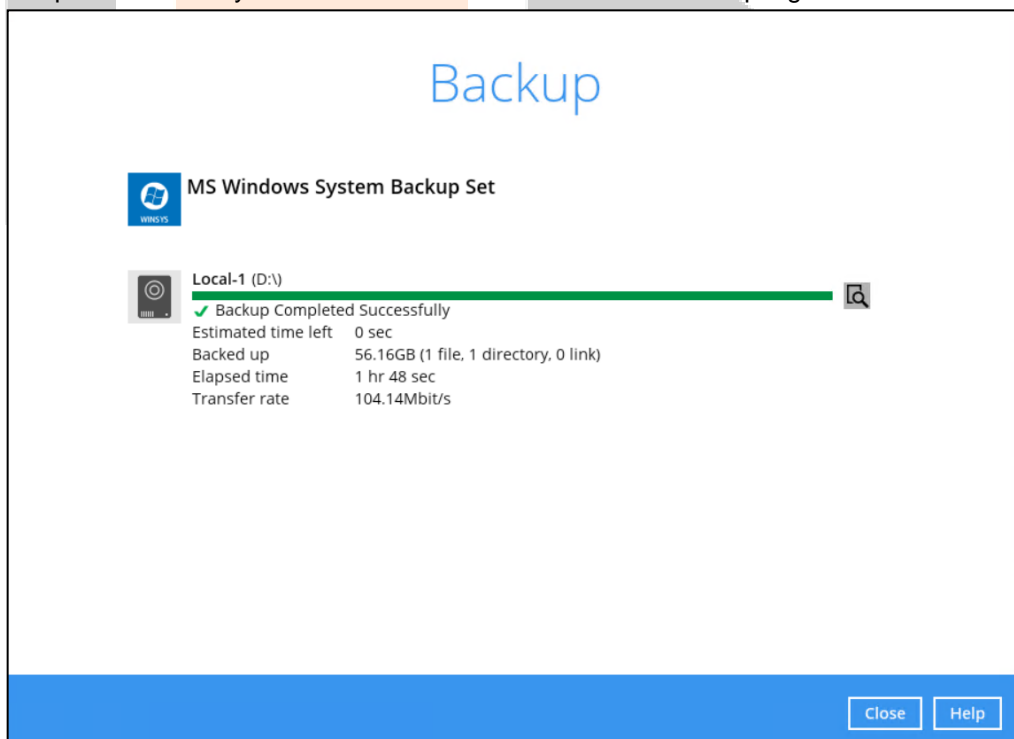 Backup
MS Windows System Backup Set
WINSYS
Local-1 (D:\)
Backup Completed Successfully
Estimated time left 0 sec
Backed up 56.16GB (1 file, 1 directory, 0 link)
Elapsed time 1 hr 48 sec
Transfer rate 104.14Mbit/s
Close Help